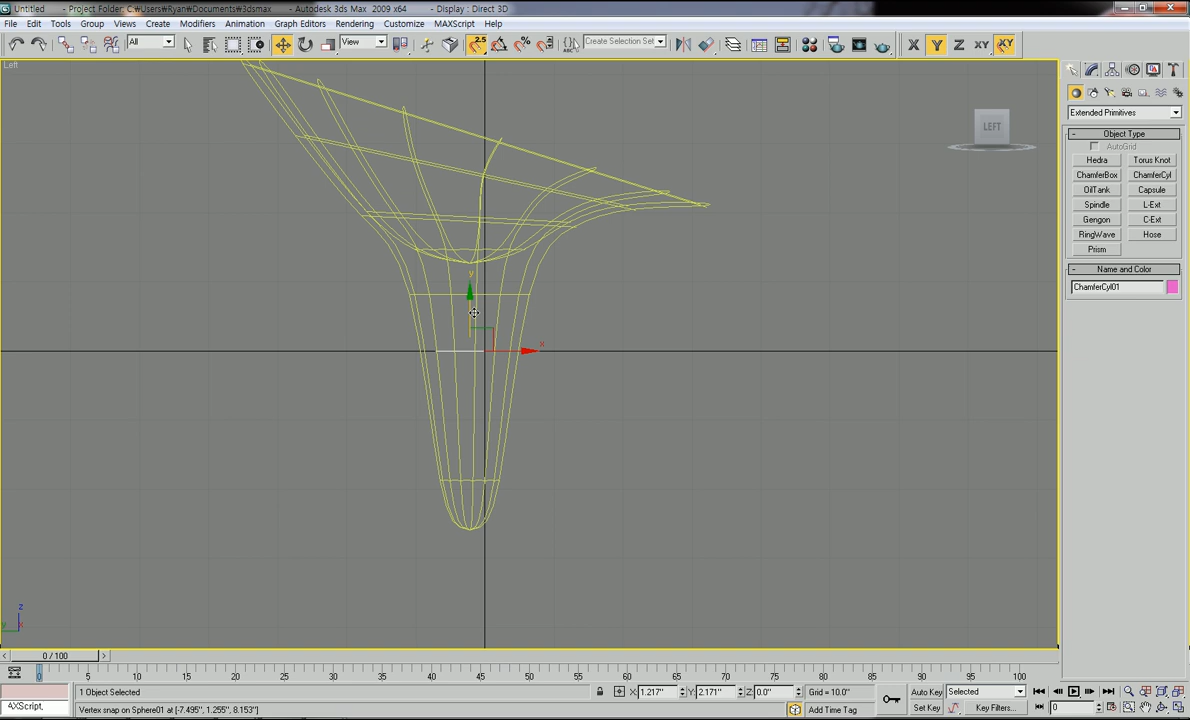 Untitled - Project Folder: C:\Users\Ryan\Documents\3dsmax - Autodesk 3ds Max 2009 x64 - Display : Direct 3D
File Edit Tools Group Views Create Modifiers Animation Graph Editors Rendering Customize MAXScript Help
All View 2.5 % Create Selection Set X Y Z XY XY
Left
LEFT
Extended Primitives
- Object Type
AutoGrid
Hedra Torus Knot
ChamferBox ChamferCyl
OilTank Capsule
Spindle L-Ext
Gengon C-Ext
RingWave Hose
Prism
- Name and Color
ChamferCyl01
y
x
z
y x
< 0 / 100 >
0 5 10 15 20 25 30 35 40 45 50 55 60 65 70 75 80 85 90 95 100
1 Object Selected X: 1.217" Y: 2.171" Z: 0.0" Grid = 10.0" Auto Key Selected
AXScript. Vertex snap on Sphere01 at [-7.495", 1.255", 8.153"] Add Time Tag Set Key Key Filters... 0